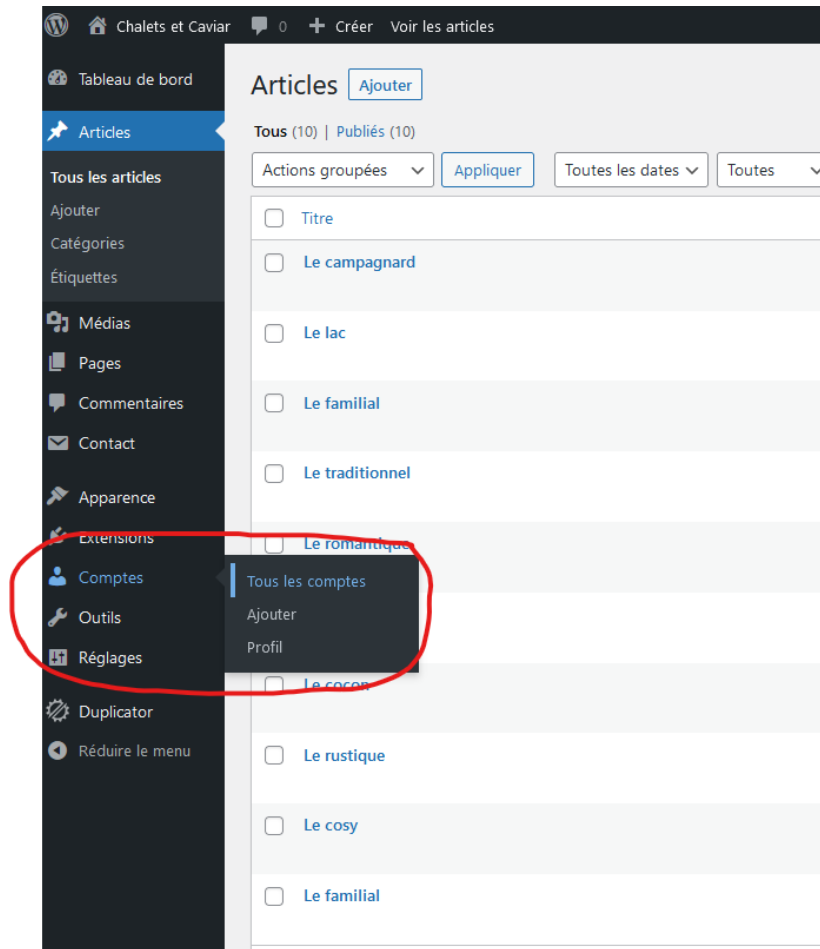 Chalets et Caviar 0 Créer Voir les articles
Tableau de bord
Articles
Tous les articles
Ajouter
Catégories
Étiquettes
Médias
Pages
Commentaires
Contact
Apparence
Extensions
Comptes
Tous les comptes
Ajouter
Profil
Outils
Réglages
Duplicator
Réduire le menu
Articles Ajouter
Tous (10) | Publiés (10)
Actions groupées Appliquer Toutes les dates Toutes
Titre
Le campagnard
Le lac
Le familial
Le traditionnel
Le romantique
Le cocon
Le rustique
Le cosy
Le familial